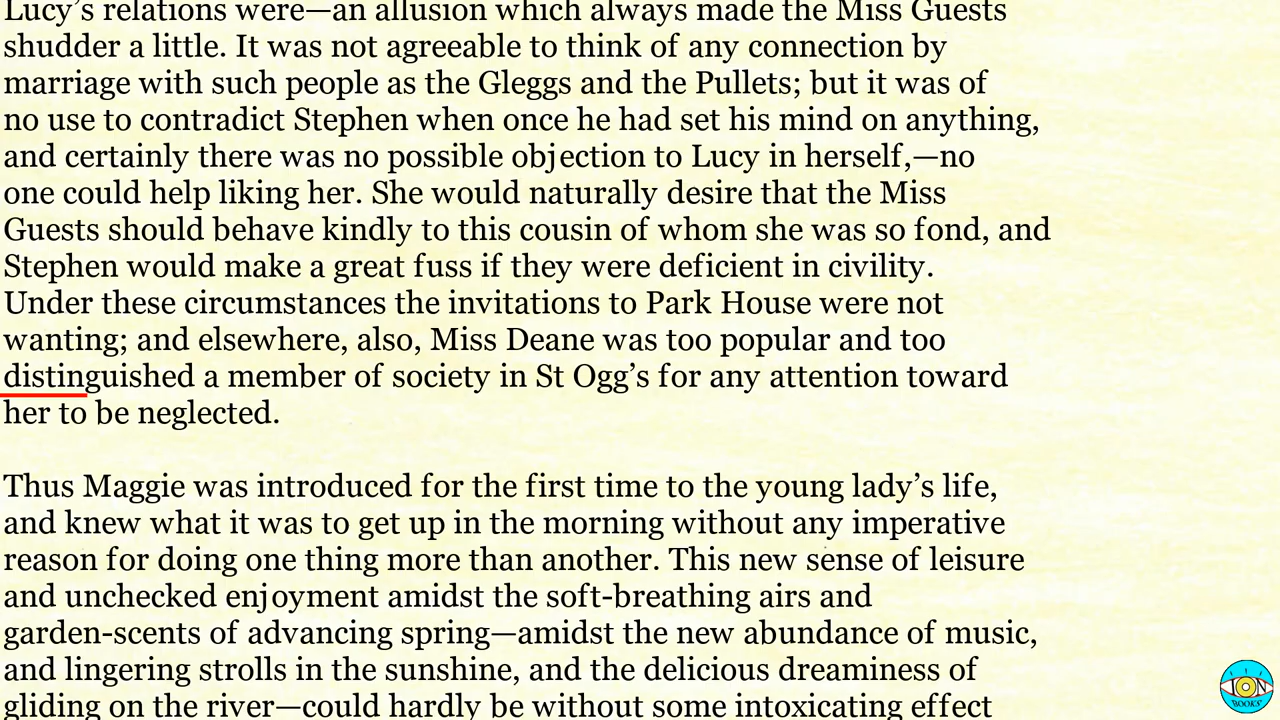 Lucy’s relations were—an allusion which always made the Miss Guests
shudder a little. It was not agreeable to think of any connection by
marriage with such people as the Gleggs and the Pullets; but it was of
no use to contradict Stephen when once he had set his mind on anything,
and certainly there was no possible objection to Lucy in herself,—no
one could help liking her. She would naturally desire that the Miss
Guests should behave kindly to this cousin of whom she was so fond, and
Stephen would make a great fuss if they were deficient in civility.
Under these circumstances the invitations to Park House were not
wanting; and elsewhere, also, Miss Deane was too popular and too
distinguished a member of society in St Ogg’s for any attention toward
her to be neglected.

Thus Maggie was introduced for the first time to the young lady’s life,
and knew what it was to get up in the morning without any imperative
reason for doing one thing more than another. This new sense of leisure
and unchecked enjoyment amidst the soft-breathing airs and
garden-scents of advancing spring—amidst the new abundance of music,
and lingering strolls in the sunshine, and the delicious dreaminess of
gliding on the river—could hardly be without some intoxicating effect
ION
BOOKS